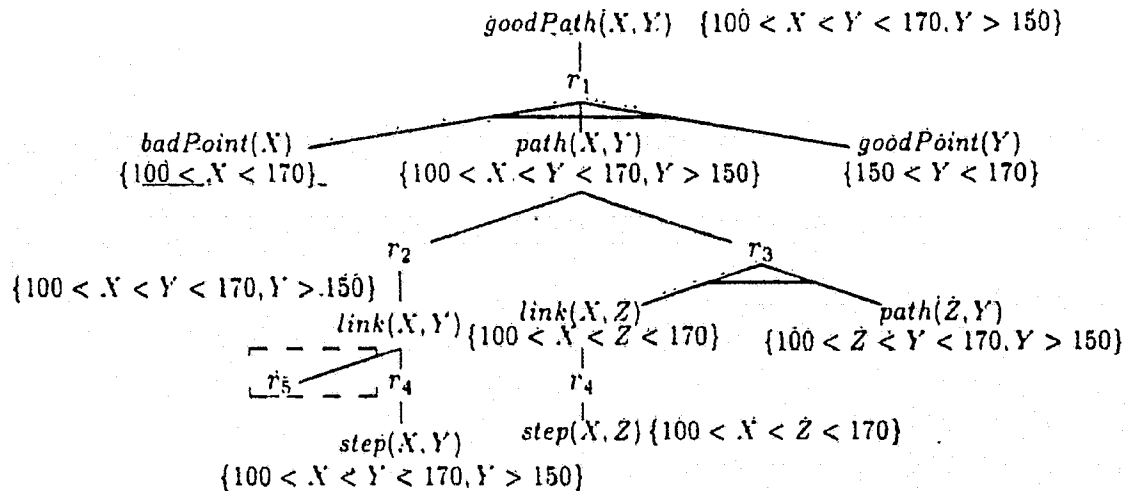 goodPath(X, Y) {100 < X < Y < 170, Y > 150}
r₁
badPoint(X) path(X, Y) goodPoint(Y)
{100 < X < 170} {100 < X < Y < 170, Y > 150} {150 < Y < 170}
r₂ r₃
{100 < X < Y < 170, Y > 150}
link(X, Y) link(X, Z) path(Z, Y)
{100 < X < Z < 170} {100 < Z < Y < 170, Y > 150}
r₅ r₄ r₄
step(X, Y) step(X, Z) {100 < X < Z < 170}
{100 < X < Y < 170, Y > 150}